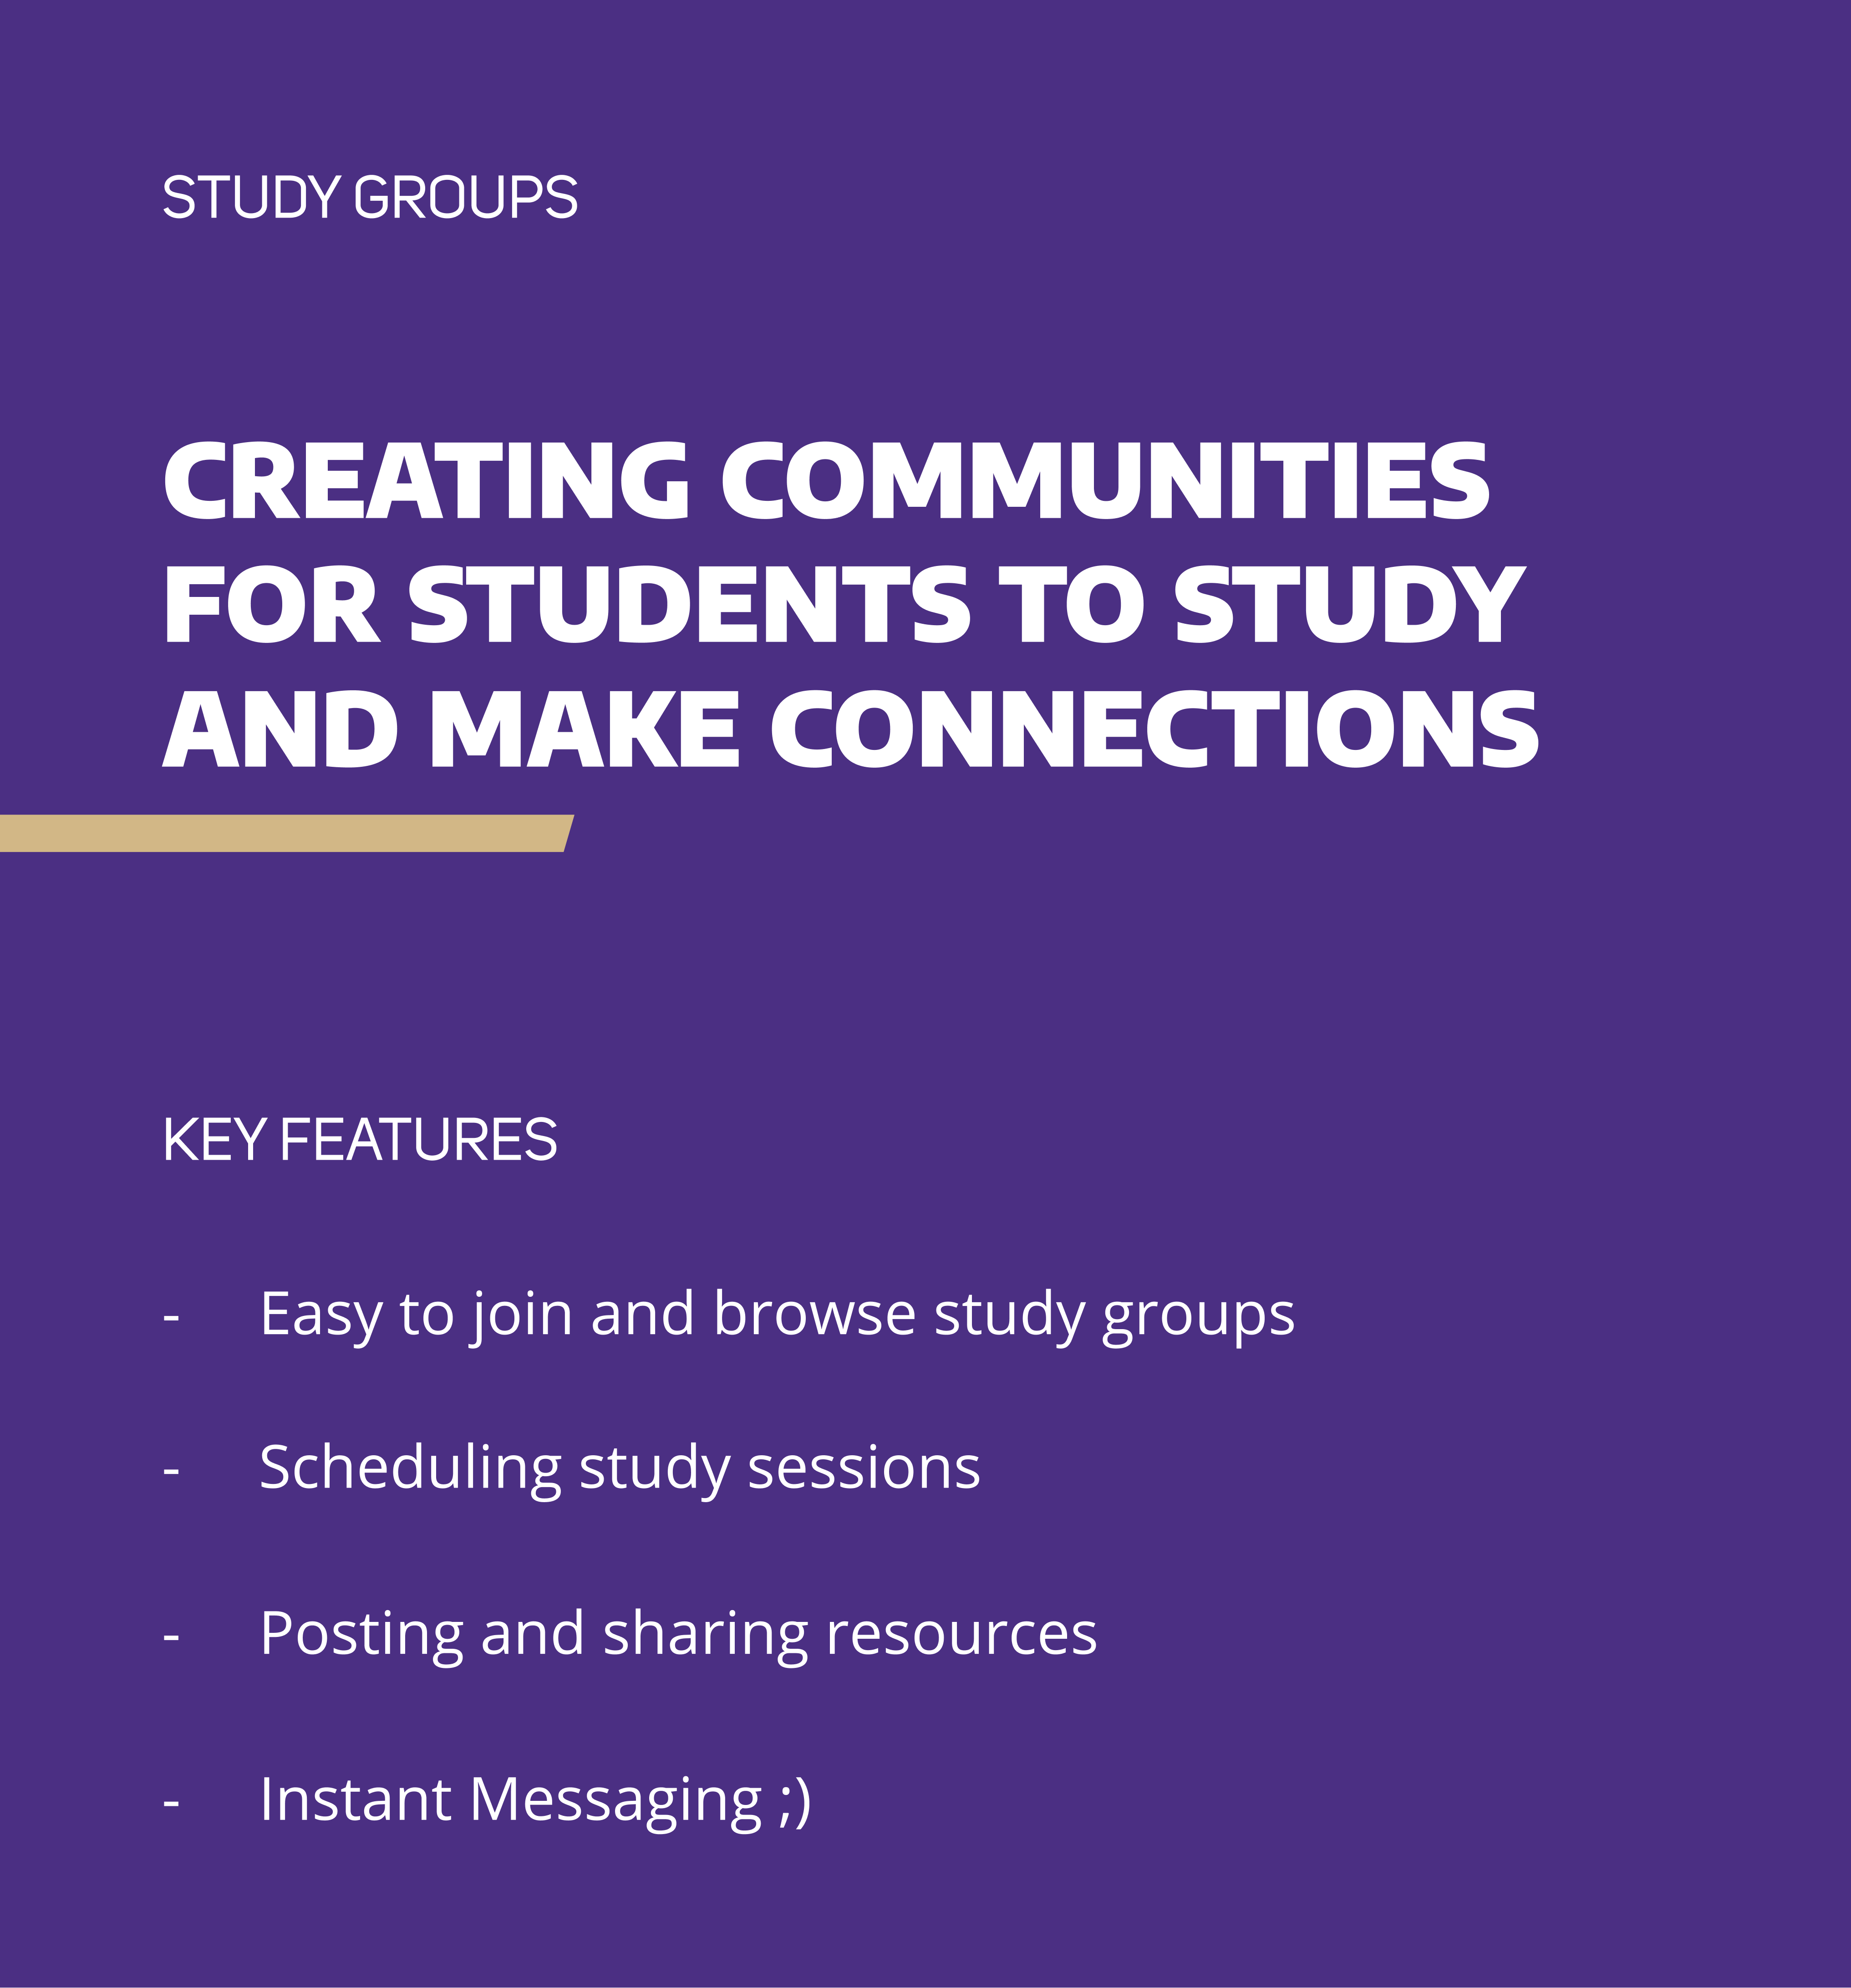 STUDY GROUPS
CREATING COMMUNITIES
FOR STUDENTS TO STUDY
AND MAKE CONNECTIONS
KEY FEATURES
- Easy to join and browse study groups
- Scheduling study sessions
- Posting and sharing resources
- Instant Messaging ;)